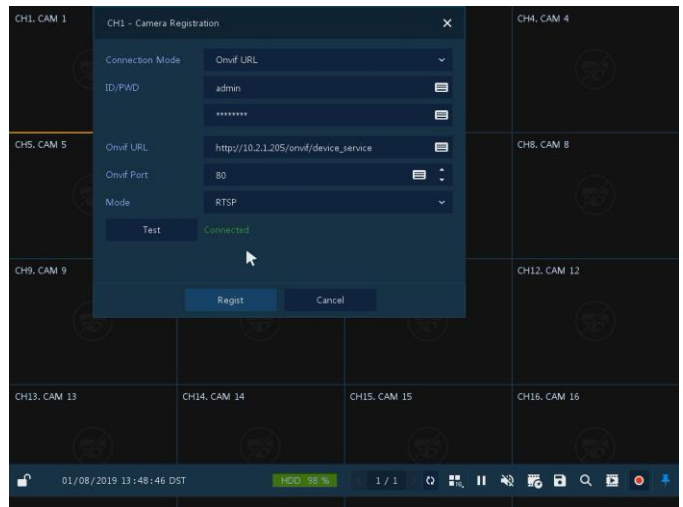 CH1. CAM 1
CH4. CAM 4
CH1 - Camera Registration
Connection Mode
Onvif URL
ID/PWD
admin
********
CH5. CAM 5
CH8. CAM 8
Onvif URL
http://10.2.1.205/onvif/device_service
Onvif Port
80
Mode
RTSP
Test
Connected
CH9. CAM 9
CH12. CAM 12
Regist
Cancel
CH13. CAM 13
CH14. CAM 14
CH15. CAM 15
CH16. CAM 16
01/08/2019 13:48:46 DST
HDD 98 %
1 / 1
16